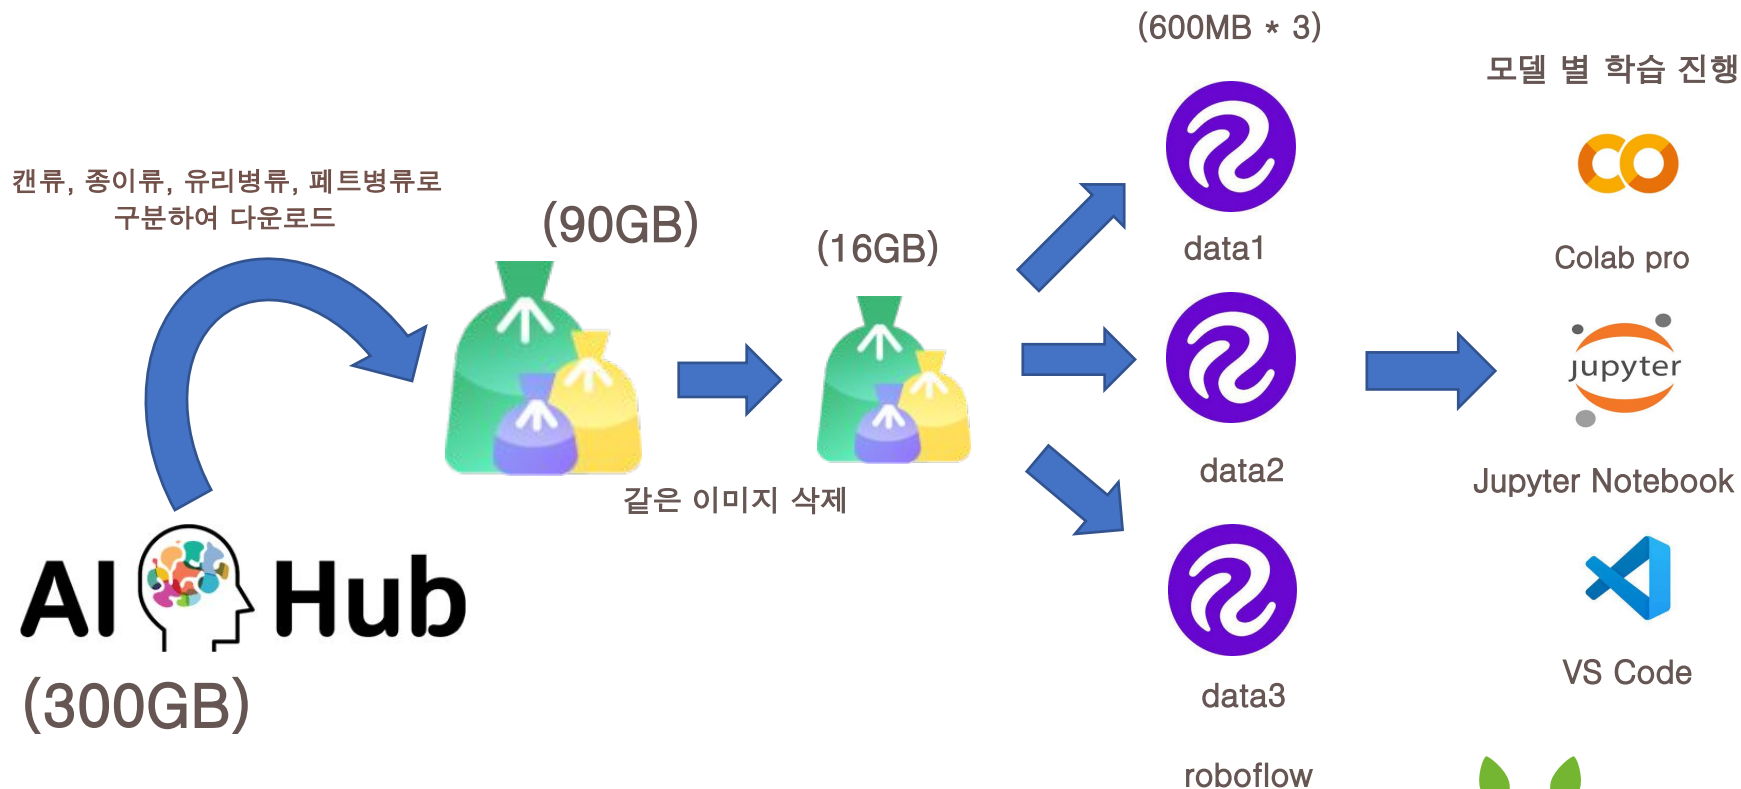 캔류, 종이류, 유리병류, 페트병류로
구분하여 다운로드
AI Hub
(300GB)
(90GB)
같은 이미지 삭제
(16GB)
(600MB * 3)
data1
data2
data3
roboflow
모델 별 학습 진행
Colab pro
jupyter
Jupyter Notebook
VS Code